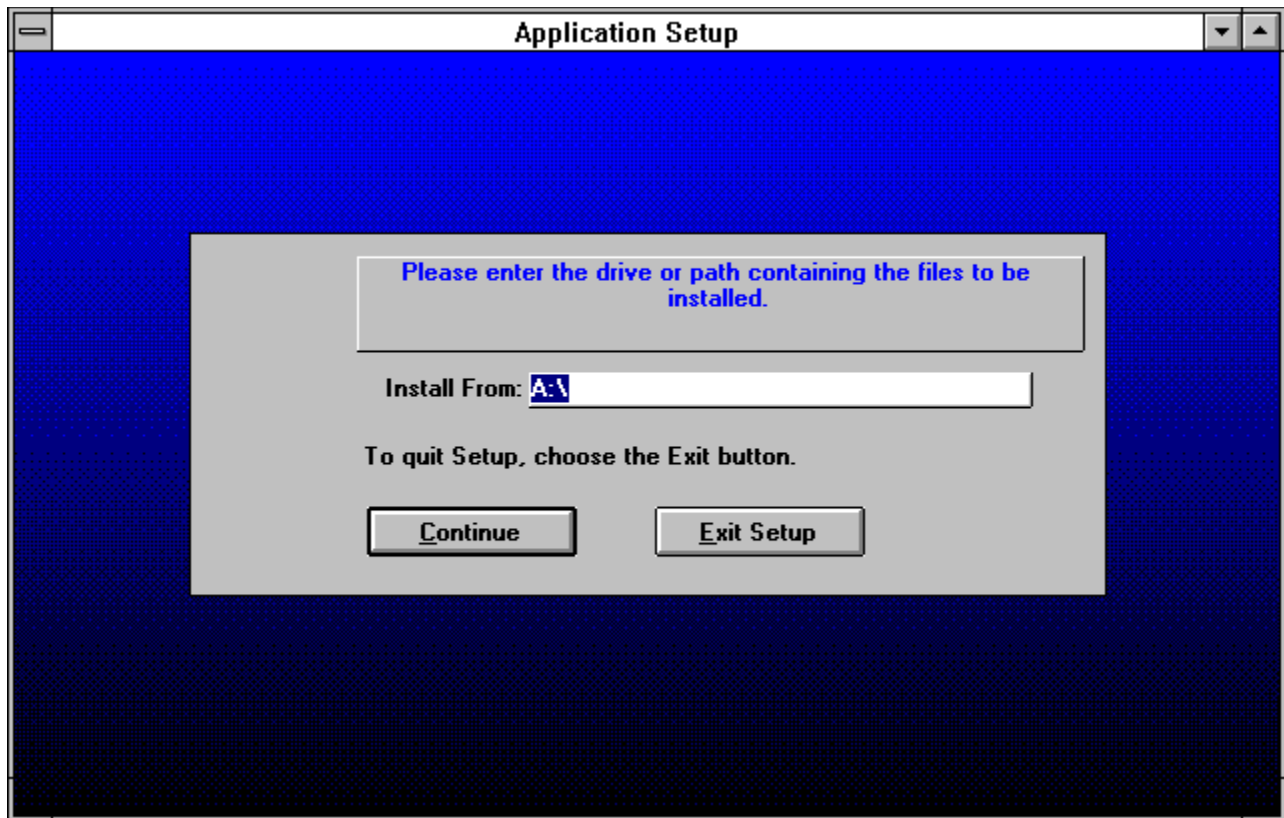 Application Setup
Please enter the drive or path containing the files to be
installed.
Install From: A:\
To quit Setup, choose the Exit button.
Continue
Exit Setup